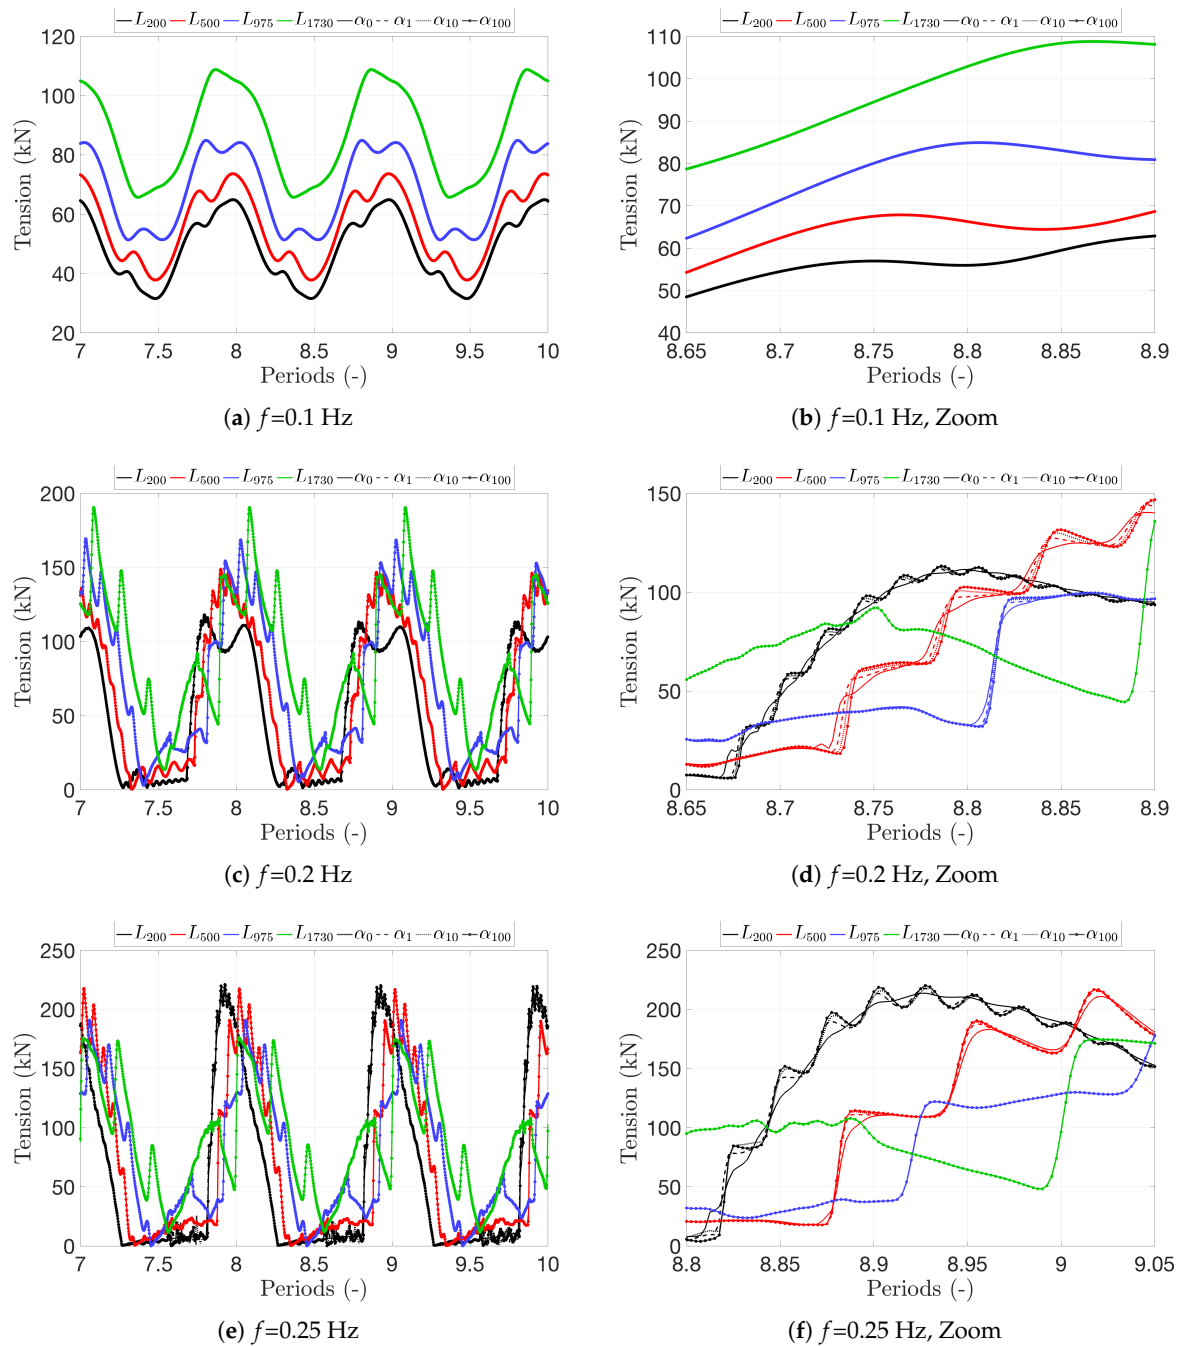 L200 L500 L975 L1730 α0 α1 α10 α100
120
100
80
60
40
20
Tension (kN)
7 7.5 8 8.5 9 9.5 10
Periods (-)
(a) f=0.1 Hz
L200 L500 L975 L1730 α0 α1 α10 α100
110
100
90
80
70
60
50
40
Tension (kN)
8.65 8.7 8.75 8.8 8.85 8.9
Periods (-)
(b) f=0.1 Hz, Zoom
L200 L500 L975 L1730 α0 α1 α10 α100
200
150
100
50
0
Tension (kN)
7 7.5 8 8.5 9 9.5 10
Periods (-)
(c) f=0.2 Hz
L200 L500 L975 L1730 α0 α1 α10 α100
150
100
50
0
Tension (kN)
8.65 8.7 8.75 8.8 8.85 8.9
Periods (-)
(d) f=0.2 Hz, Zoom
L200 L500 L975 L1730 α0 α1 α10 α100
250
200
150
100
50
0
Tension (kN)
7 7.5 8 8.5 9 9.5 10
Periods (-)
(e) f=0.25 Hz
L200 L500 L975 L1730 α0 α1 α10 α100
250
200
150
100
50
0
Tension (kN)
8.8 8.85 8.9 8.95 9 9.05
Periods (-)
(f) f=0.25 Hz, Zoom